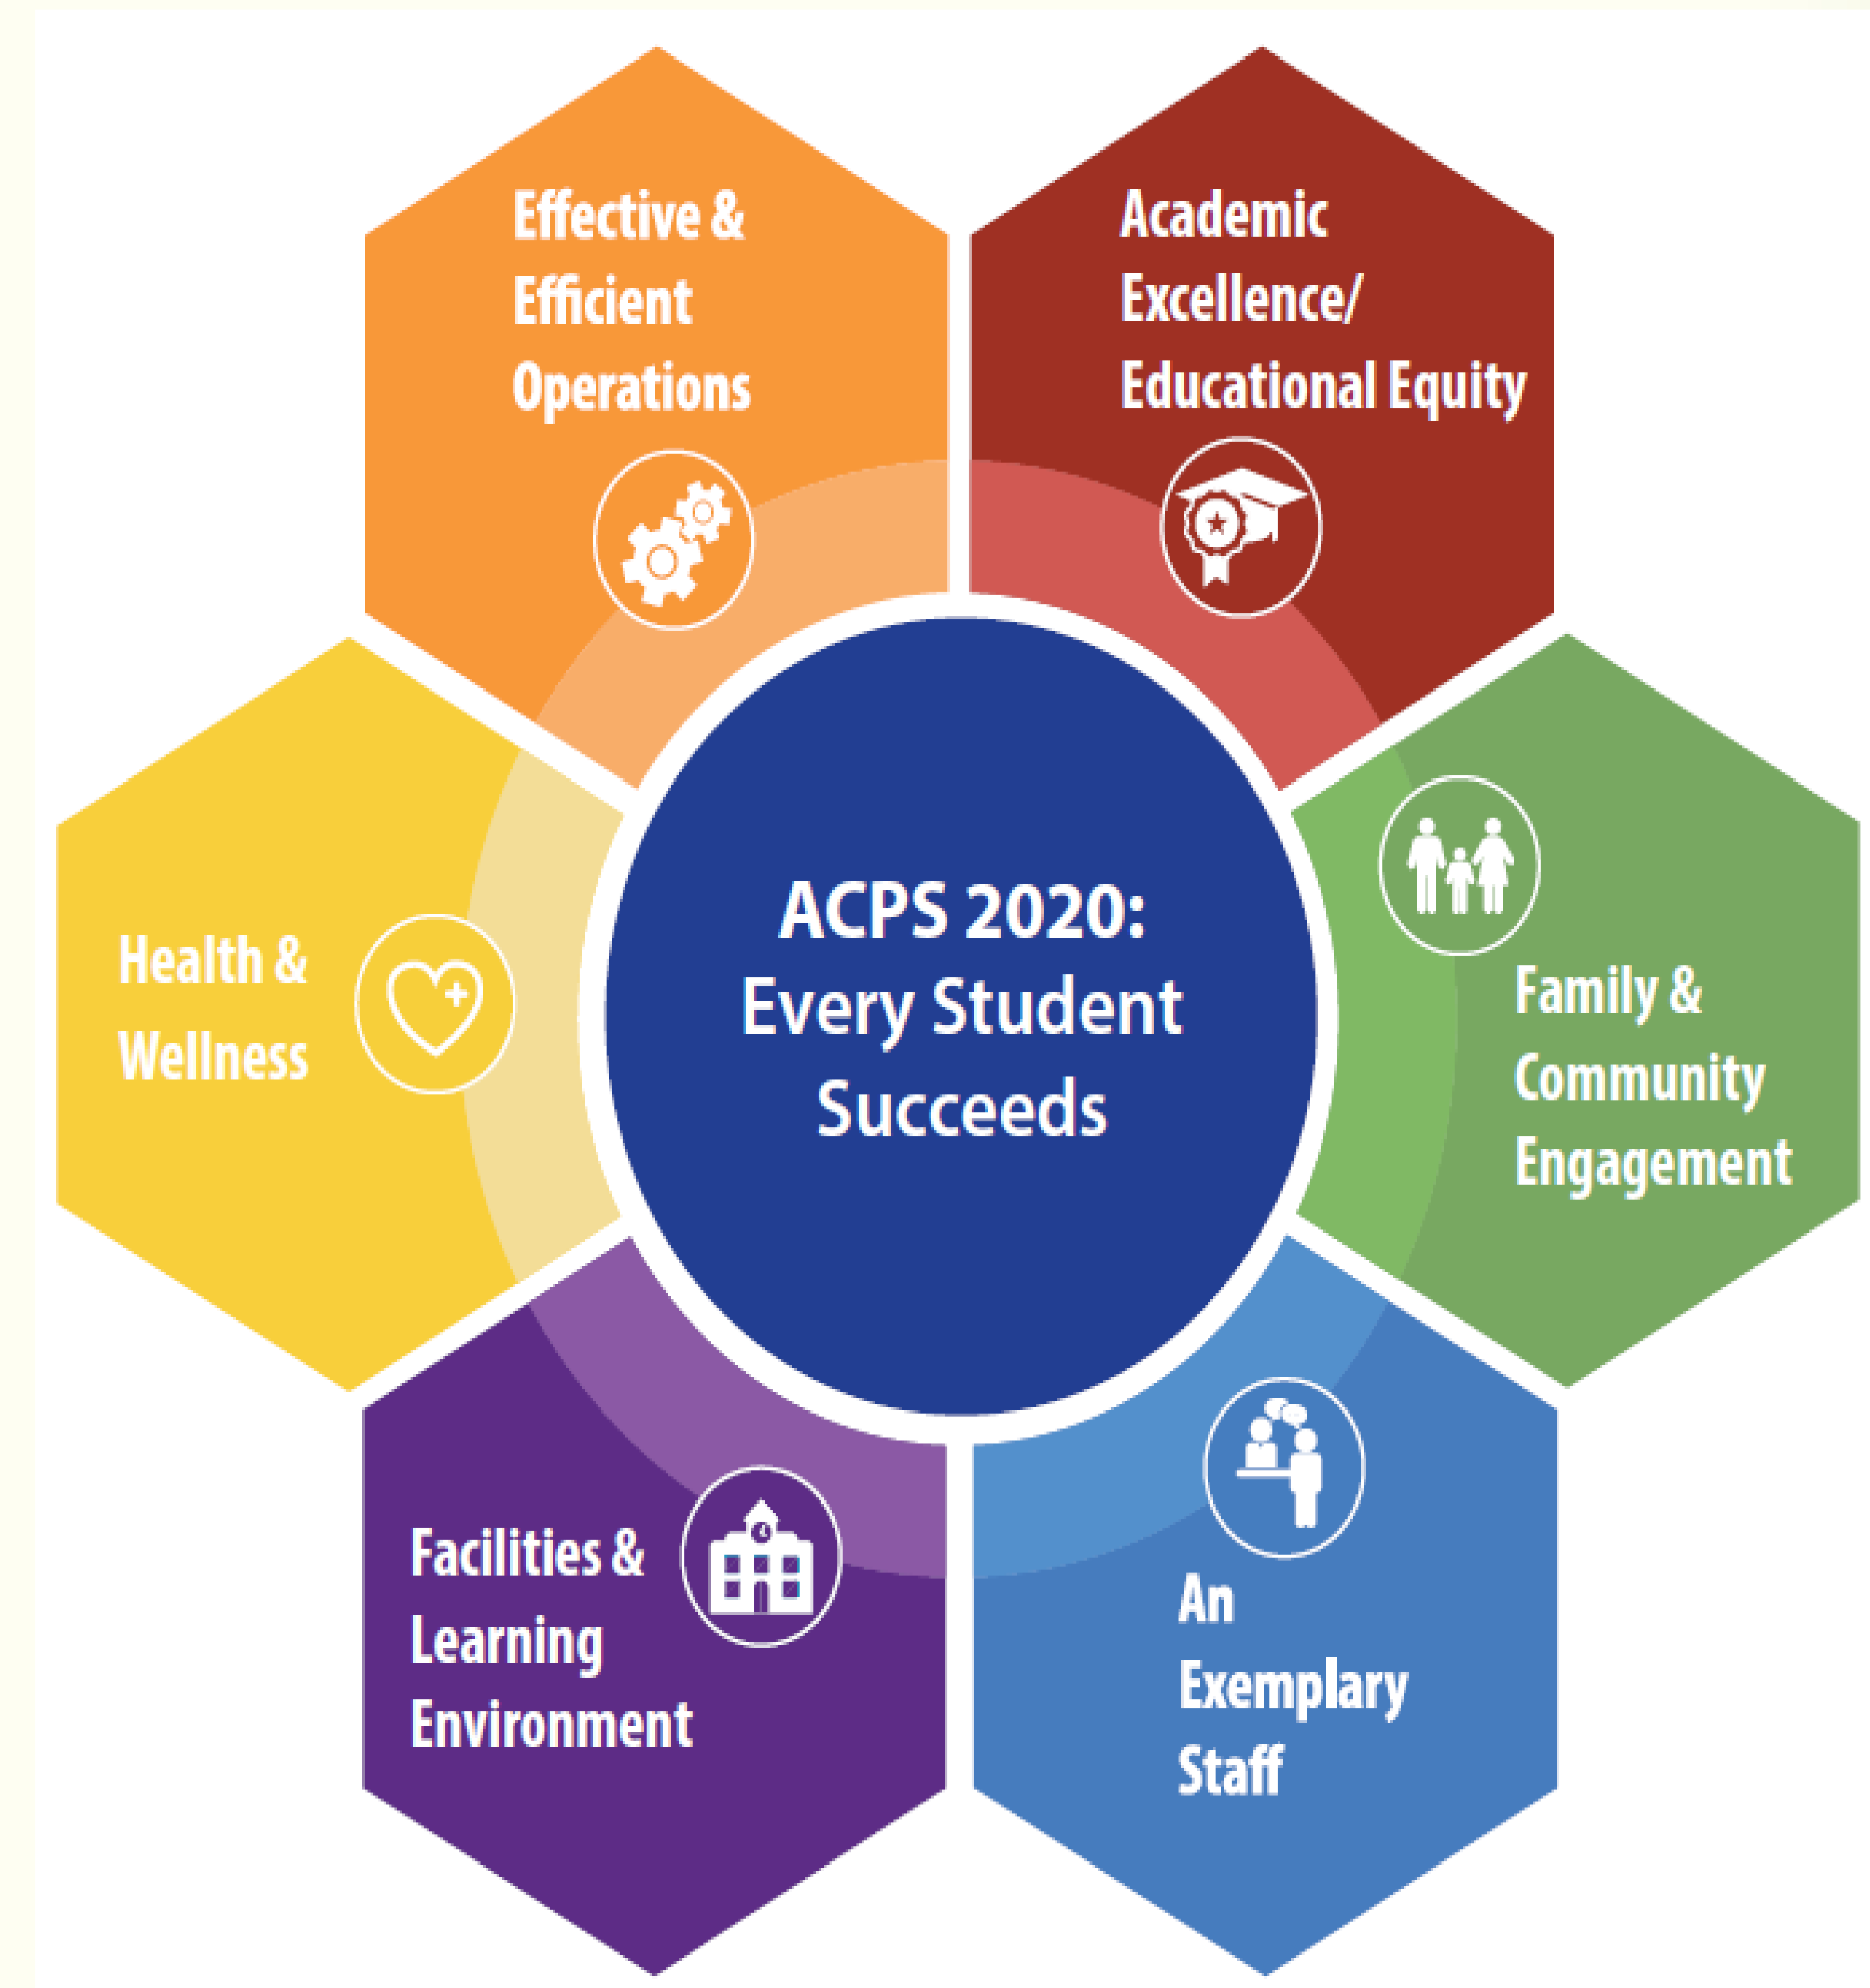 Effective &
Efficient
Operations
Academic
Excellence/
Educational Equity
Health &
Wellness
ACPS 2020:
Every Student
Succeeds
Family &
Community
Engagement
Facilities &
Learning
Environment
An
Exemplary
Staff